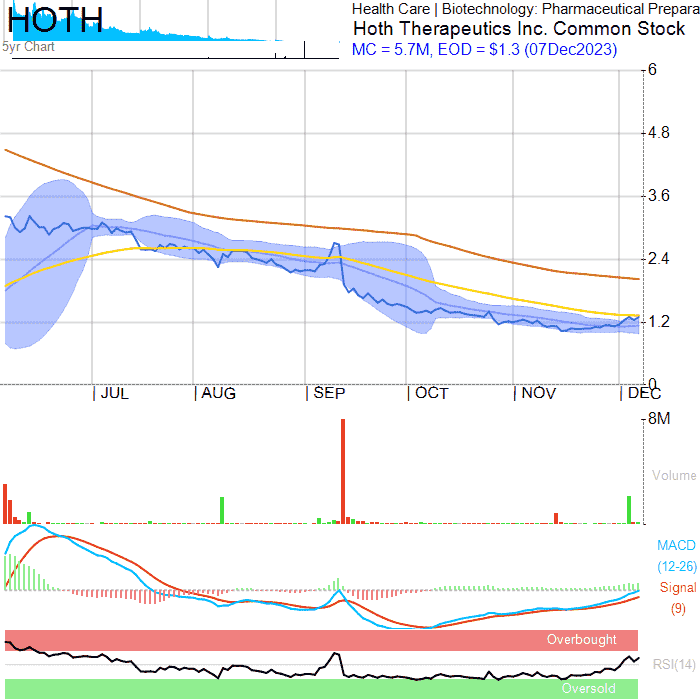 HOTH
Health Care | Biotechnology: Pharmaceutical Prepara
Hoth Therapeutics Inc. Common Stock
5yr Chart
MC = 5.7M, EOD = $1.3 (07Dec2023)
6
4.8
3.6
2.4
1.2
0
JUL AUG SEP OCT NOV DEC
8M
Volume
MACD
(12-26)
Signal
(9)
Overbought
RSI(14)
Oversold